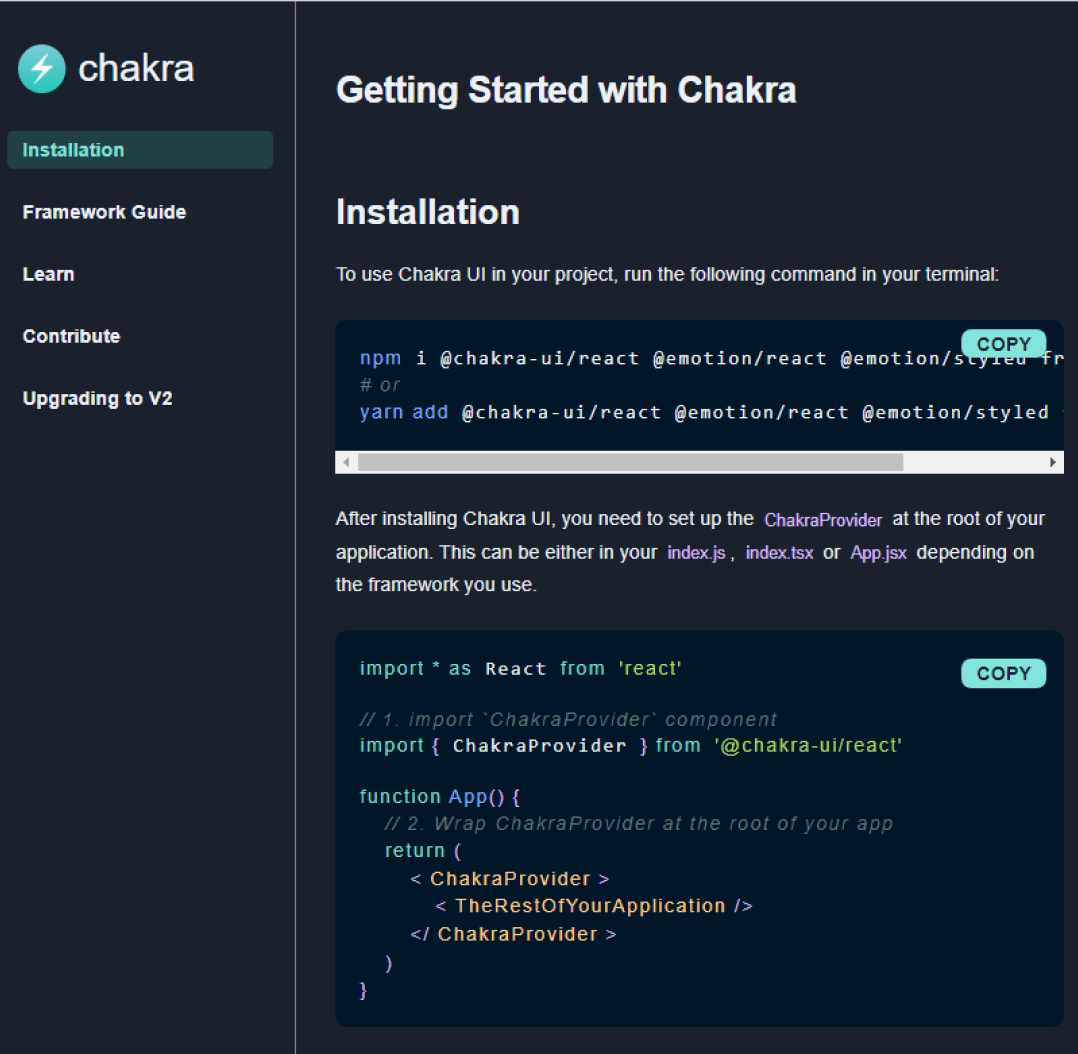 chakra
Installation
Framework Guide
Learn
Contribute
Upgrading to V2
Getting Started with Chakra
Installation
To use Chakra UI in your project, run the following command in your terminal:
COPY
npm i @chakra-ui/react @emotion/react @emotion/styled fr
# or
yarn add @chakra-ui/react @emotion/react @emotion/styled
After installing Chakra UI, you need to set up the ChakraProvider at the root of your
application. This can be either in your index.js , index.tsx or App.jsx depending on
the framework you use.
COPY
import * as React from 'react'
// 1. import `ChakraProvider` component
import { ChakraProvider } from '@chakra-ui/react'
function App() {
// 2. Wrap ChakraProvider at the root of your app
return (
< ChakraProvider >
< TheRestOfYourApplication />
</ ChakraProvider >
)
}